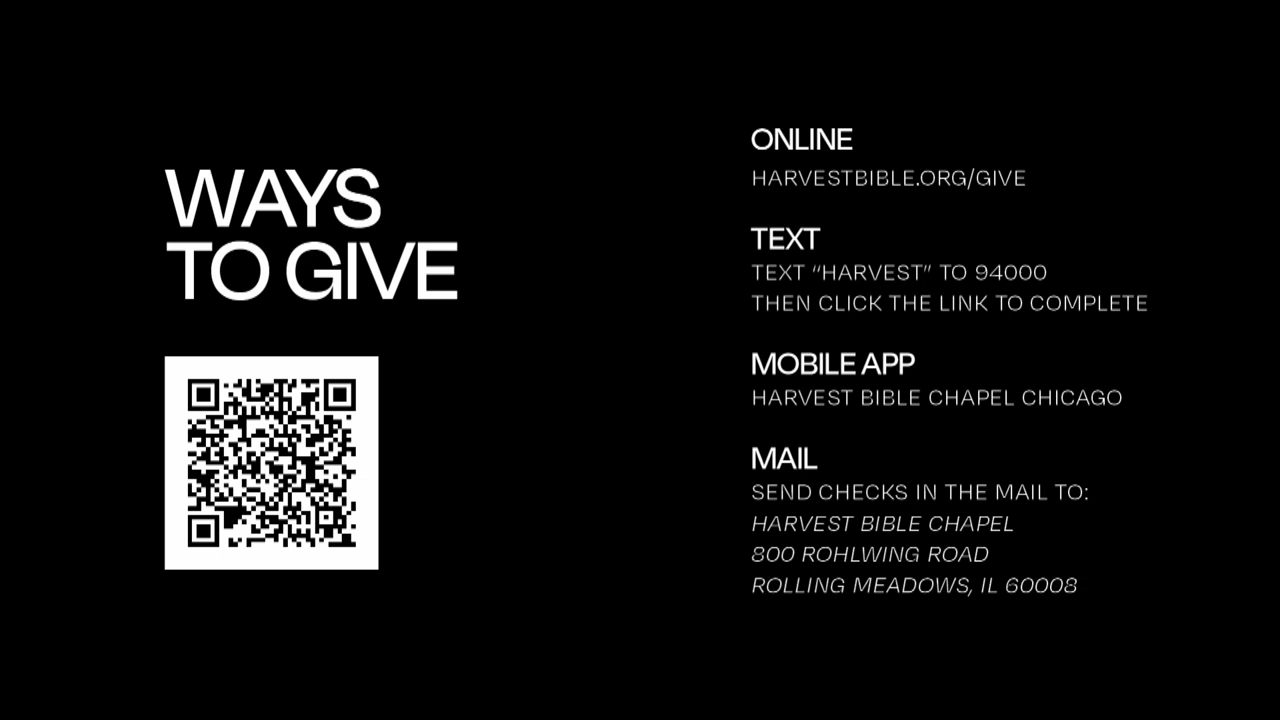 WAYS
TO GIVE
ONLINE
HARVESTBIBLE.ORG/GIVE
TEXT
TEXT “HARVEST” TO 94000
THEN CLICK THE LINK TO COMPLETE
MOBILE APP
HARVEST BIBLE CHAPEL CHICAGO
MAIL
SEND CHECKS IN THE MAIL TO:
HARVEST BIBLE CHAPEL
800 ROHLWING ROAD
ROLLING MEADOWS, IL 60008